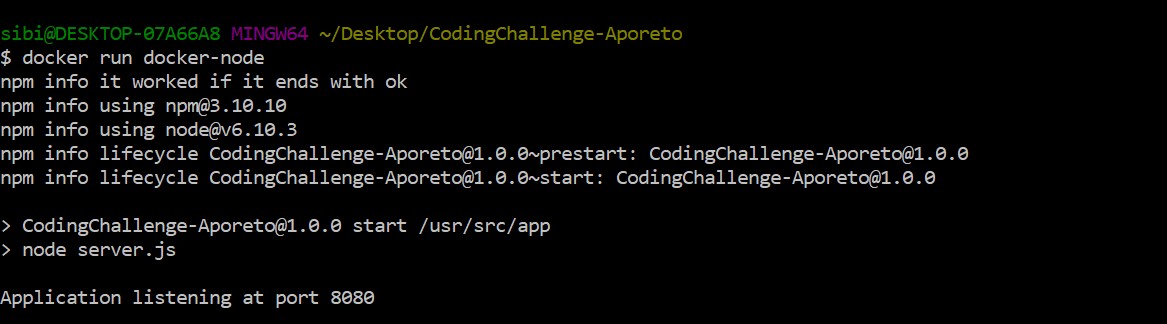 sibi@DESKTOP-07A66A8 MINGW64 ~/Desktop/CodingChallenge-Aporeto
$ docker run docker-node
npm info it worked if it ends with ok
npm info using npm@3.10.10
npm info using node@v6.10.3
npm info lifecycle CodingChallenge-Aporeto@1.0.0~prestart: CodingChallenge-Aporeto@1.0.0
npm info lifecycle CodingChallenge-Aporeto@1.0.0~start: CodingChallenge-Aporeto@1.0.0
> CodingChallenge-Aporeto@1.0.0 start /usr/src/app
> node server.js
Application listening at port 8080